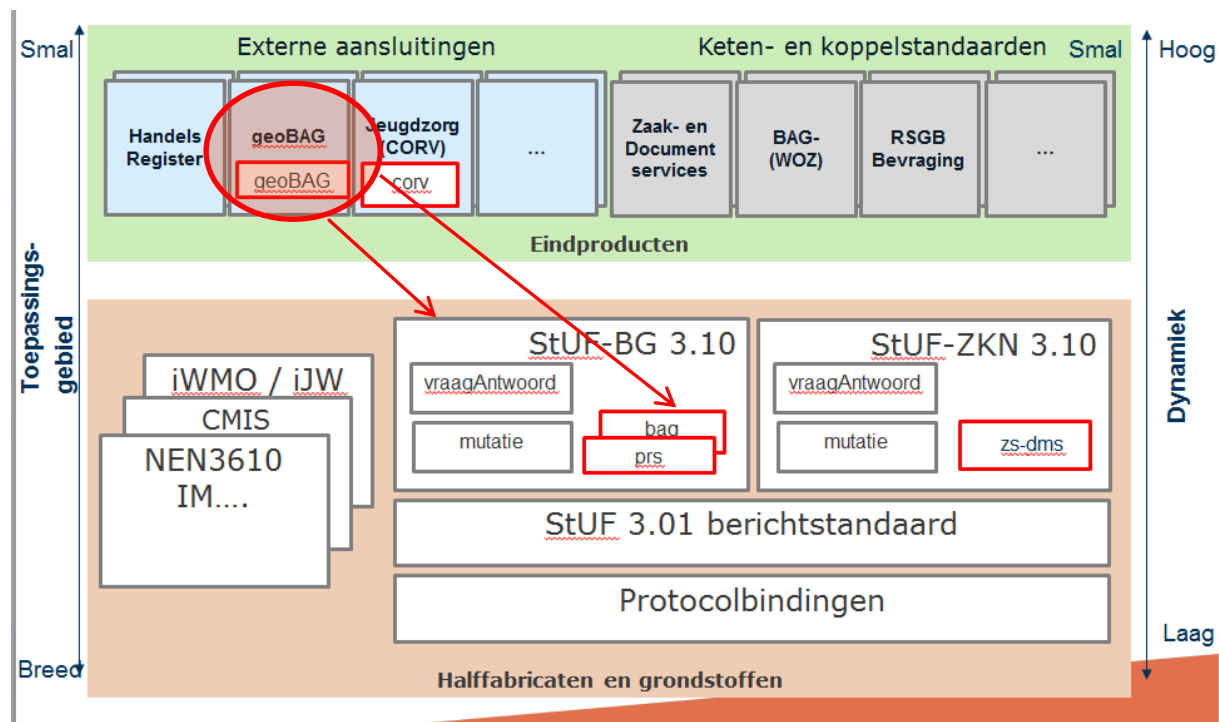 Smal
Externe aansluitingen
Keten- en koppelstandaarden
Smal
Hoog
Handels
Register
geoBAG
geoBAG
Jeugdzorg
(CORV)
corv
...
Zaak- en
Document
services
BAG-
(WOZ)
RSGB
Bevraging
...
Eindproducten
Toepassings-
gebied
Dynamiek
iWMO / iJW
CMIS
NEN3610
IM....
StUF-BG 3.10
vraagAntwoord
mutatie
bag
prs
StUF-ZKN 3.10
vraagAntwoord
mutatie
zs-dms
StUF 3.01 berichtstandaard
Protocolbindingen
Breed
Laag
Halffabricaten en grondstoffen